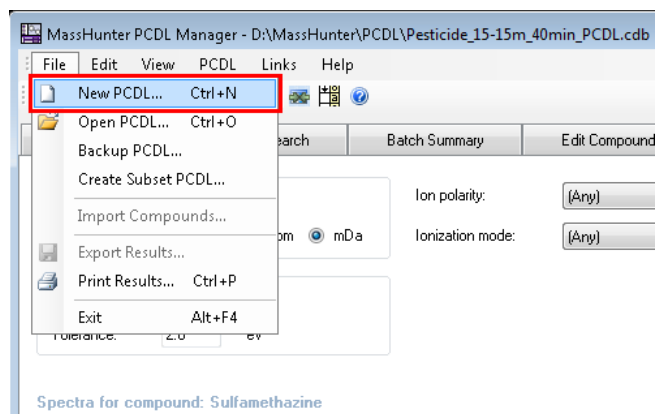 MassHunter PCDL Manager - D:\MassHunter\PCDL\Pesticide_15-15m_40min_PCDL.cdb
File Edit View PCDL Links Help
New PCDL... Ctrl+N
Open PCDL... Ctrl+O
Backup PCDL...
Create Subset PCDL...
Import Compounds...
Export Results...
Print Results... Ctrl+P
Exit Alt+F4
Batch Summary Edit Compound
Ion polarity: (Any)
mDa Ionization mode: (Any)
Tolerance: 2.0 eV
Spectra for compound: Sulfamethazine